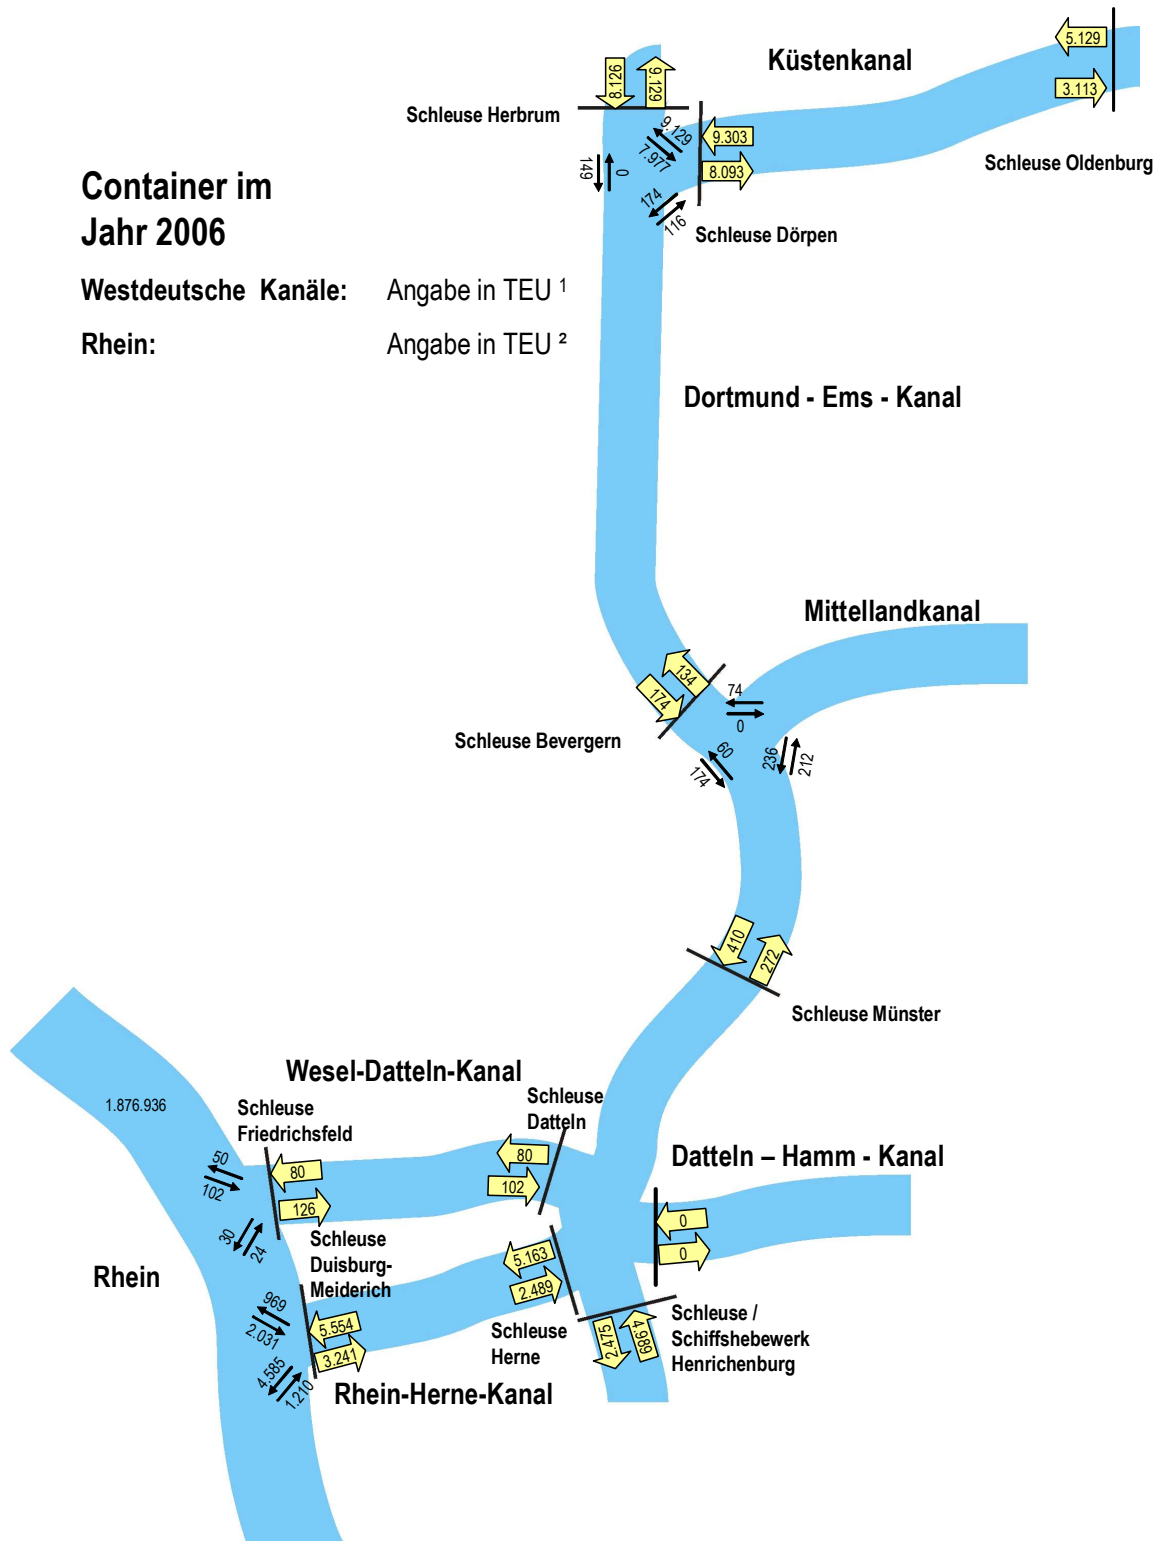 Küstenkanal
5.129
3.113
8.126
9.129
Schleuse Herbrum
9.129
7.977
9.303
8.093
Schleuse Oldenburg
149
0
174
116
Schleuse Dörpen
Container im
Jahr 2006
Westdeutsche Kanäle: Angabe in TEU ¹
Rhein: Angabe in TEU ²
Dortmund - Ems - Kanal
Mittellandkanal
134
174
74
0
Schleuse Bevergern
60
174
236
212
410
272
Schleuse Münster
Wesel-Datteln-Kanal
1.876.936
Schleuse
Friedrichsfeld
Schleuse
Datteln
50
102
80
126
80
102
Datteln – Hamm - Kanal
0
0
30
24
Schleuse
Duisburg-
Meiderich
5.163
2.489
Rhein
969
2.031
5.554
3.241
Schleuse
Herne
2.475
4.689
Schleuse /
Schiffshebewerk
Henrichenburg
4.585
1.210
Rhein-Herne-Kanal